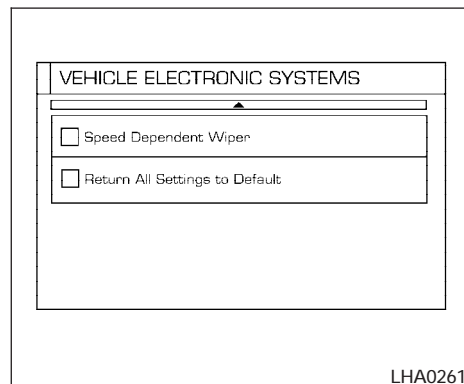 VEHICLE ELECTRONIC SYSTEMS
Speed Dependent Wiper
Return All Settings to Default
LHA0261